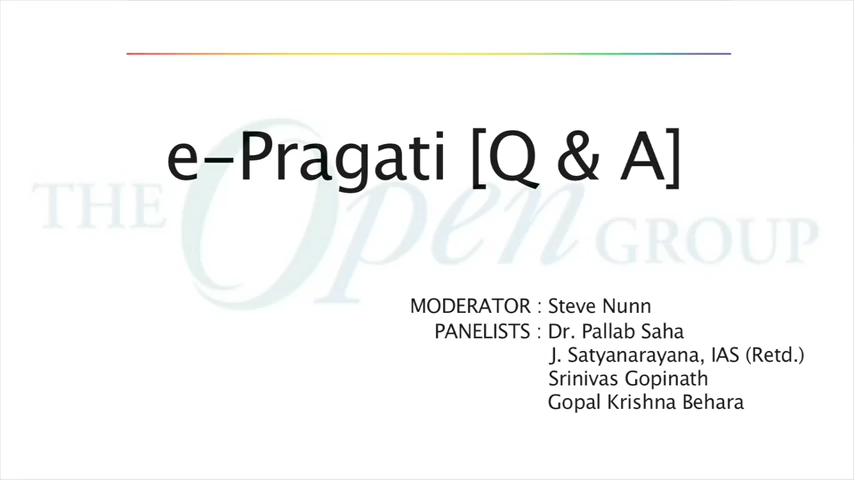 e-Pragati [Q & A]
THE Open GROUP
MODERATOR : Steve Nunn
PANELISTS : Dr. Pallab Saha
J. Satyanarayana, IAS (Retd.)
Srinivas Gopinath
Gopal Krishna Behara